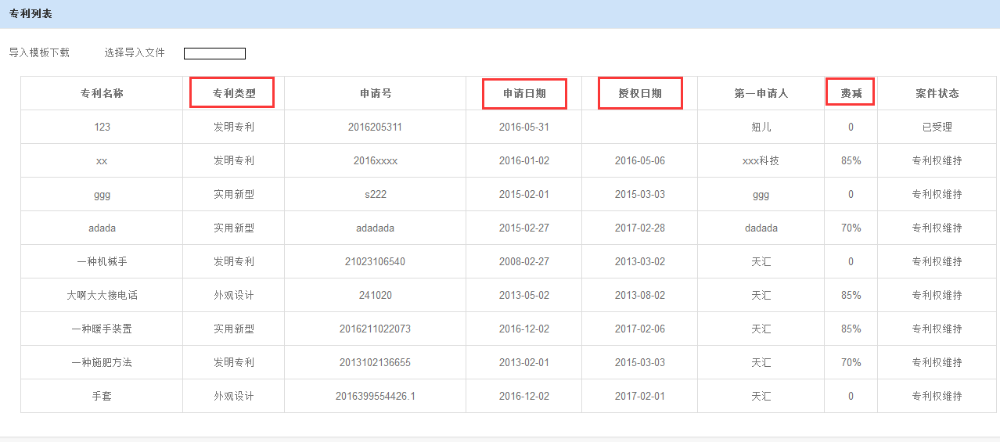 专利列表
导入模板下载 选择导入文件
专利名称 专利类型 申请号 申请日期 授权日期 第一申请人 费减 案件状态
123 发明专利 2016205311 2016-05-31 妞儿 0 已受理
xx 发明专利 2016xxxx 2016-01-02 2016-05-06 xxx科技 85% 专利权维持
ggg 实用新型 s222 2015-02-01 2015-03-03 ggg 0 专利权维持
adada 实用新型 adadada 2015-02-27 2017-02-28 dadada 70% 专利权维持
一种机械手 发明专利 21023106540 2008-02-27 2013-03-02 天汇 0 专利权维持
大啊大大接电话 外观设计 241020 2013-05-02 2013-08-02 天汇 85% 专利权维持
一种暖手装置 实用新型 2016211022073 2016-12-02 2017-02-06 天汇 85% 专利权维持
一种施肥方法 发明专利 2013102136655 2013-02-01 2015-03-03 天汇 70% 专利权维持
手套 外观设计 2016399554426.1 2016-12-02 2017-02-01 天汇 0 专利权维持